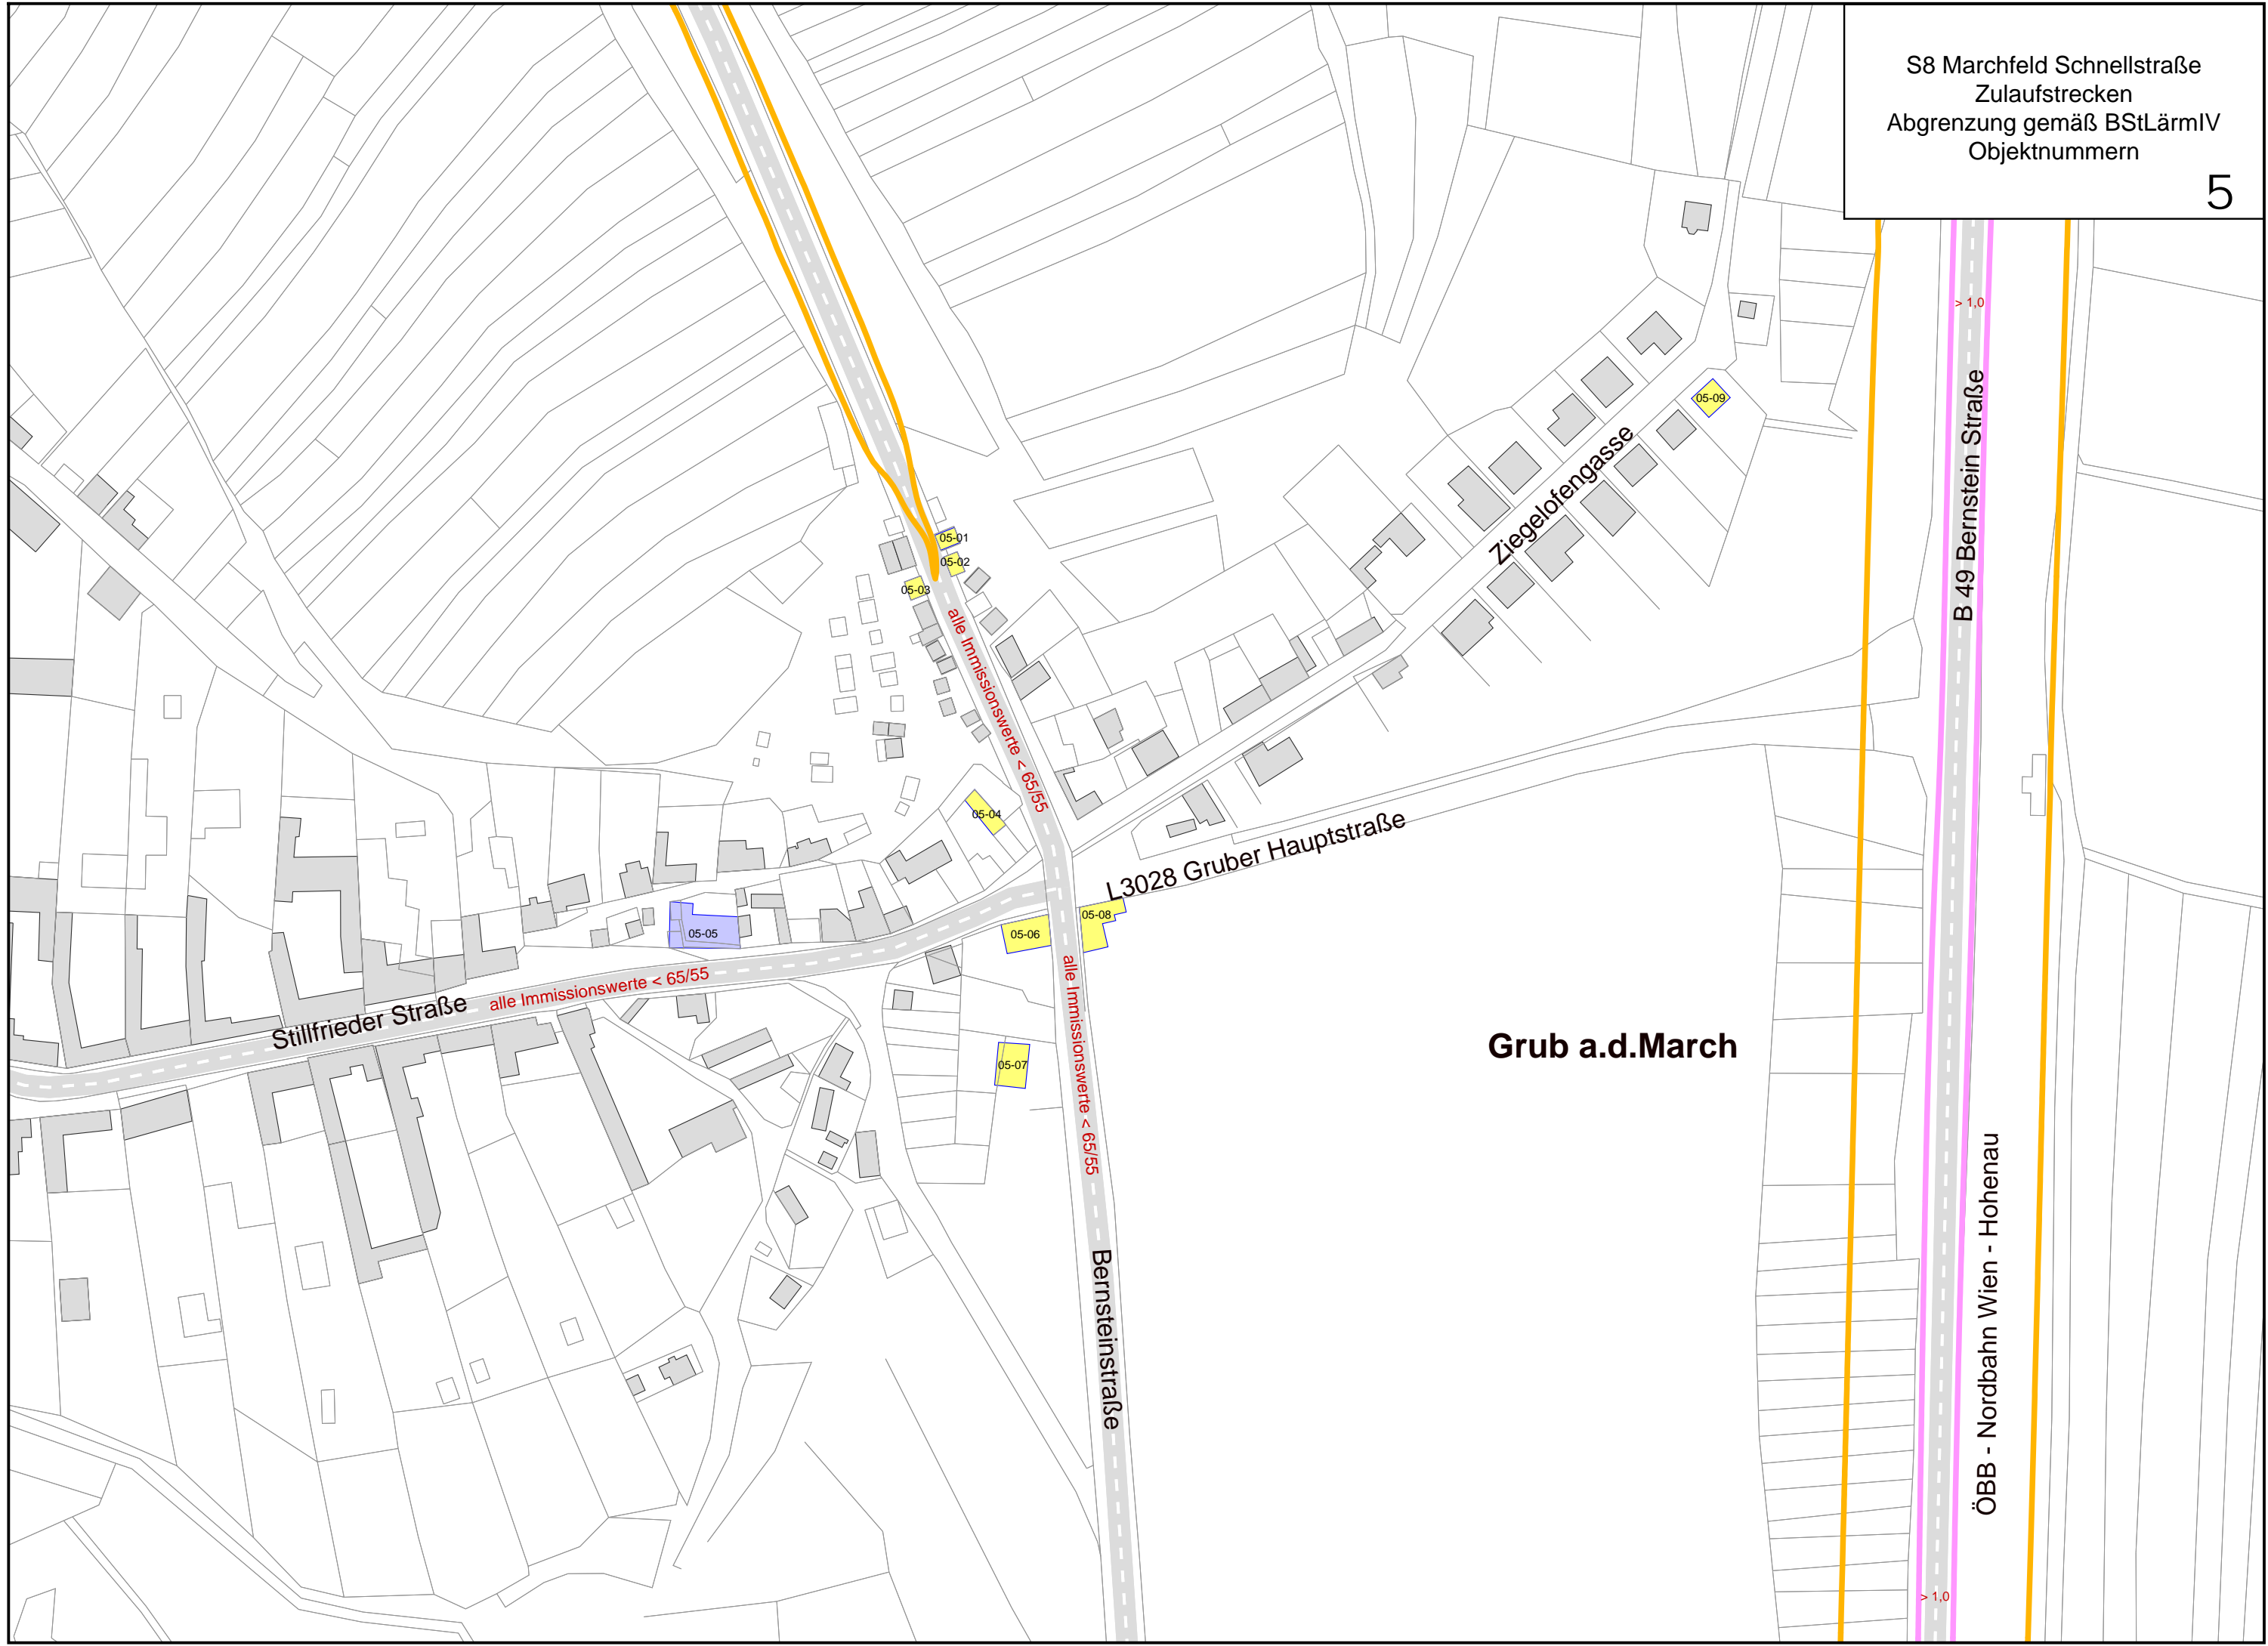 S8 Marchfeld Schnellstraße
Zulaufstrecken
Abgrenzung gemäß BStLärmIV
Objektnummern
5
> 1,0
B 49 Bernstein Straße
05-09
Ziegelofengasse
05-01
05-02
05-03
alle Immissionswerte < 65/55
05-04
L3028 Gruber Hauptstraße
05-05
05-06
05-08
alle Immissionswerte < 65/55
Stillfrieder Straße
alle Immissionswerte < 65/55
05-07
Grub a.d.March
Bernsteinstraße
ÖBB - Nordbahn Wien - Hohenau
> 1,0